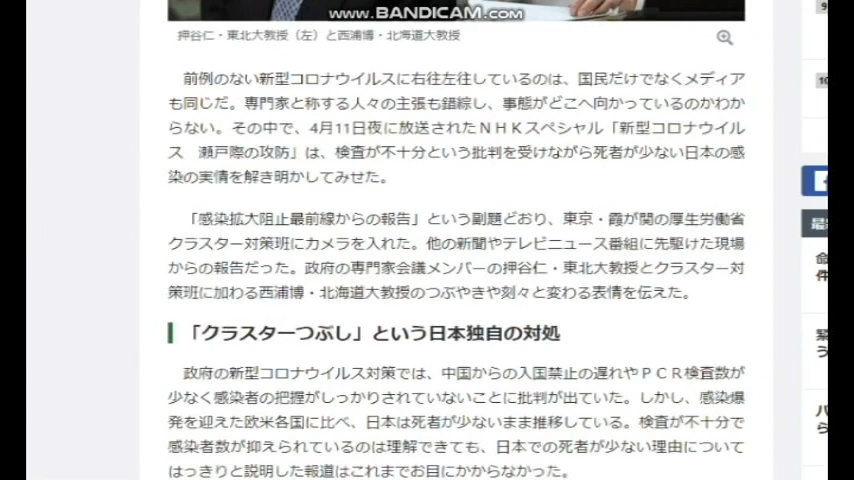 www.BANDICAM.com
押谷仁・東北大教授（左）と西浦博・北海道大教授
前例のない新型コロナウイルスに右往左往しているのは、国民だけでなくメディア
も同じだ。専門家と称する人々の主張も錯綜し、事態がどこへ向かっているのかわか
らない。その中で、4月11日夜に放送されたＮＨＫスペシャル「新型コロナウイル
ス　瀬戸際の攻防」は、検査が不十分という批判を受けながら死者が少ない日本の感
染の実情を解き明かしてみせた。
「感染拡大阻止最前線からの報告」という副題どおり、東京・霞が関の厚生労働省
クラスター対策班にカメラを入れた。他の新聞やテレビニュース番組に先駆けた現場
からの報告だった。政府の専門家会議メンバーの押谷仁・東北大教授とクラスター対
策班に加わる西浦博・北海道大教授のつぶやきや刻々と変わる表情を伝えた。
「クラスターつぶし」という日本独自の対処
政府の新型コロナウイルス対策では、中国からの入国禁止の遅れやＰＣＲ検査数が
少なく感染者の把握がしっかりされていないことに批判が出ていた。しかし、感染爆
発を迎えた欧米各国に比べ、日本は死者が少ないまま推移している。検査が不十分で
感染者数が抑えられているのは理解できても、日本での死者が少ない理由について
はっきりと説明した報道はこれまでお目にかからなかった。
9
10
命
件
緊
う
ら